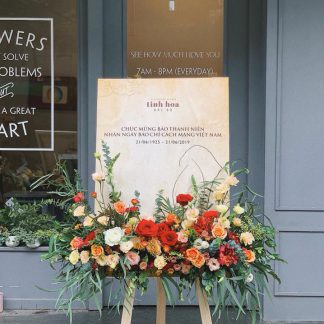 OWERS
SOLVE
OBLEMS
A GREAT
ART
SEE HOW MUCH I LOVE YOU
7AM - 8PM (EVERYDAY)
tinh hoa
CHÚC MỪNG BÁO THANH NIÊN
NHÂN NGÀY BÁO CHÍ CÁCH MẠNG VIỆT NAM
21/06/1925 - 21/06/2019